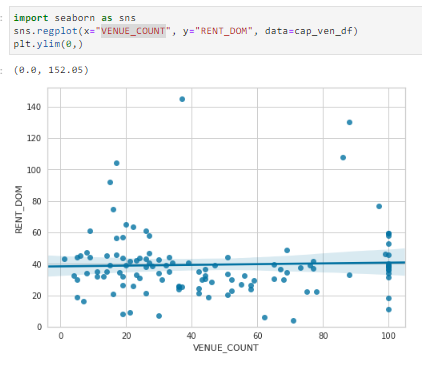 import seaborn as sns
sns.regplot(x="VENUE_COUNT", y="RENT_DOM", data=cap_ven_df)
plt.ylim(0,)
(0.0, 152.05)
140
120
100
80
60
40
20
0
RENT_DOM
0 20 40 60 80 100
VENUE_COUNT